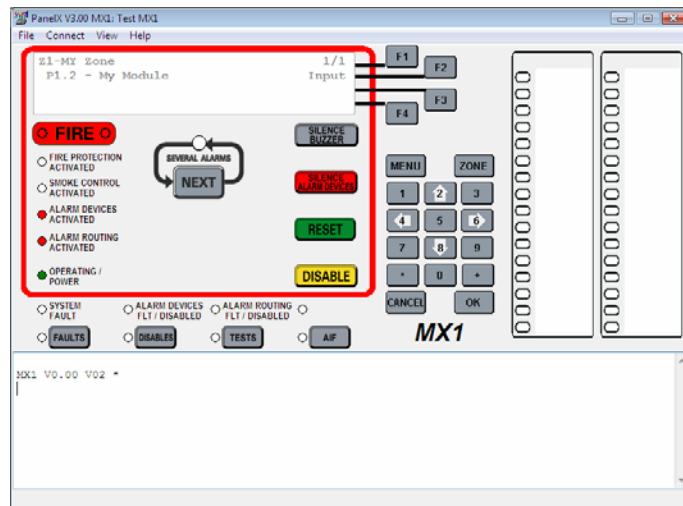 PanelX V3.00 MX1: Test MX1
File Connect View Help
Z1-MY Zone 1/1
P1.2 - My Module Input
F1
F2
F3
F4
FIRE
FIRE PROTECTION
ACTIVATED
SMOKE CONTROL
ACTIVATED
ALARM DEVICES
ACTIVATED
ALARM ROUTING
ACTIVATED
OPERATING /
POWER
SEVERAL ALARMS
NEXT
SILENCE
BUZZER
SILENCE
ALARM DEVICES
RESET
DISABLE
MENU ZONE
1 2 3
4 5 6
7 8 9
* 0 +
CANCEL OK
SYSTEM
FAULT
ALARM DEVICES
FLT / DISABLED
ALARM ROUTING
FLT / DISABLED
FAULTS DISABLES TESTS AIF
MX1
MX1 V0.00 V02 *